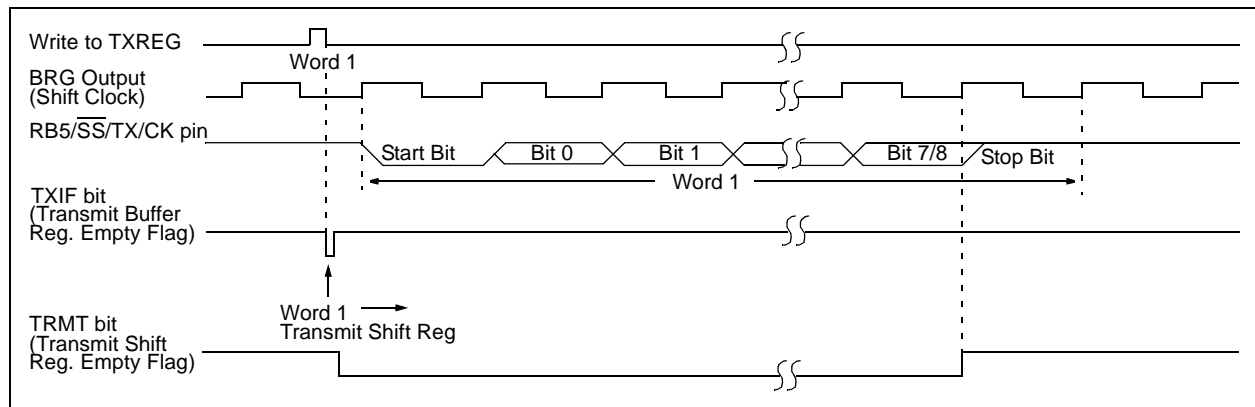 Write to TXREG
Word 1
BRG Output
(Shift Clock)
RB5/SS/TX/CK pin
Start Bit
Bit 0
Bit 1
Bit 7/8
Stop Bit
Word 1
TXIF bit
(Transmit Buffer
Reg. Empty Flag)
Word 1
Transmit Shift Reg
TRMT bit
(Transmit Shift
Reg. Empty Flag)